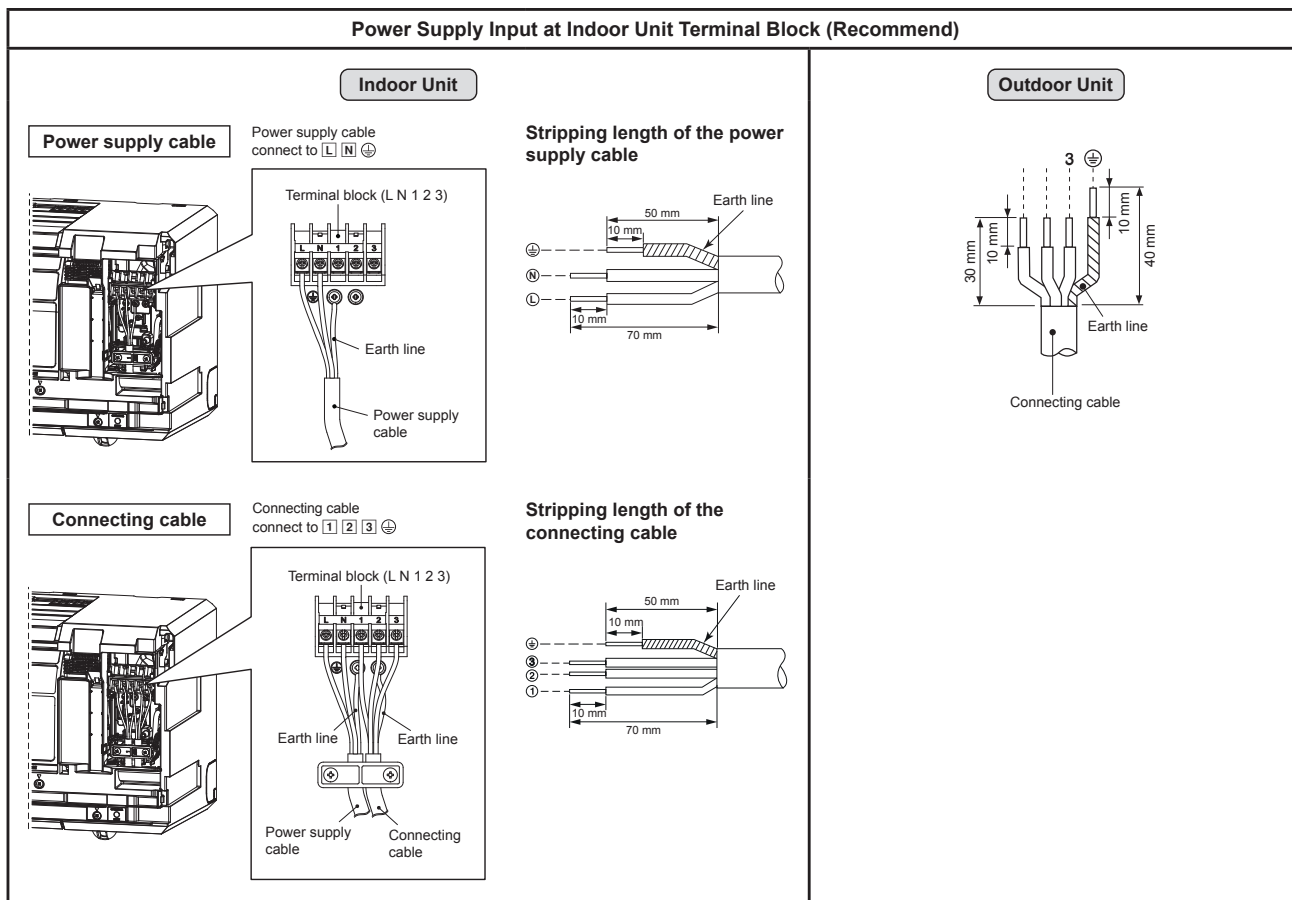 Power Supply Input at Indoor Unit Terminal Block (Recommend)
Indoor Unit
Power supply cable
Power supply cable
connect to L N ⏚
Terminal block (L N 1 2 3)
L N 1 2 3
Earth line
Power supply
cable
Stripping length of the power
supply cable
Earth line
50 mm
10 mm
N
L
10 mm
70 mm
Connecting cable
Connecting cable
connect to 1 2 3 ⏚
Terminal block (L N 1 2 3)
L N 1 2 3
Earth line
Earth line
Power supply
cable
Connecting
cable
Stripping length of the
connecting cable
Earth line
50 mm
10 mm
3
2
1
10 mm
70 mm
Outdoor Unit
3 ⏚
30 mm
10 mm
10 mm
40 mm
Earth line
Connecting cable